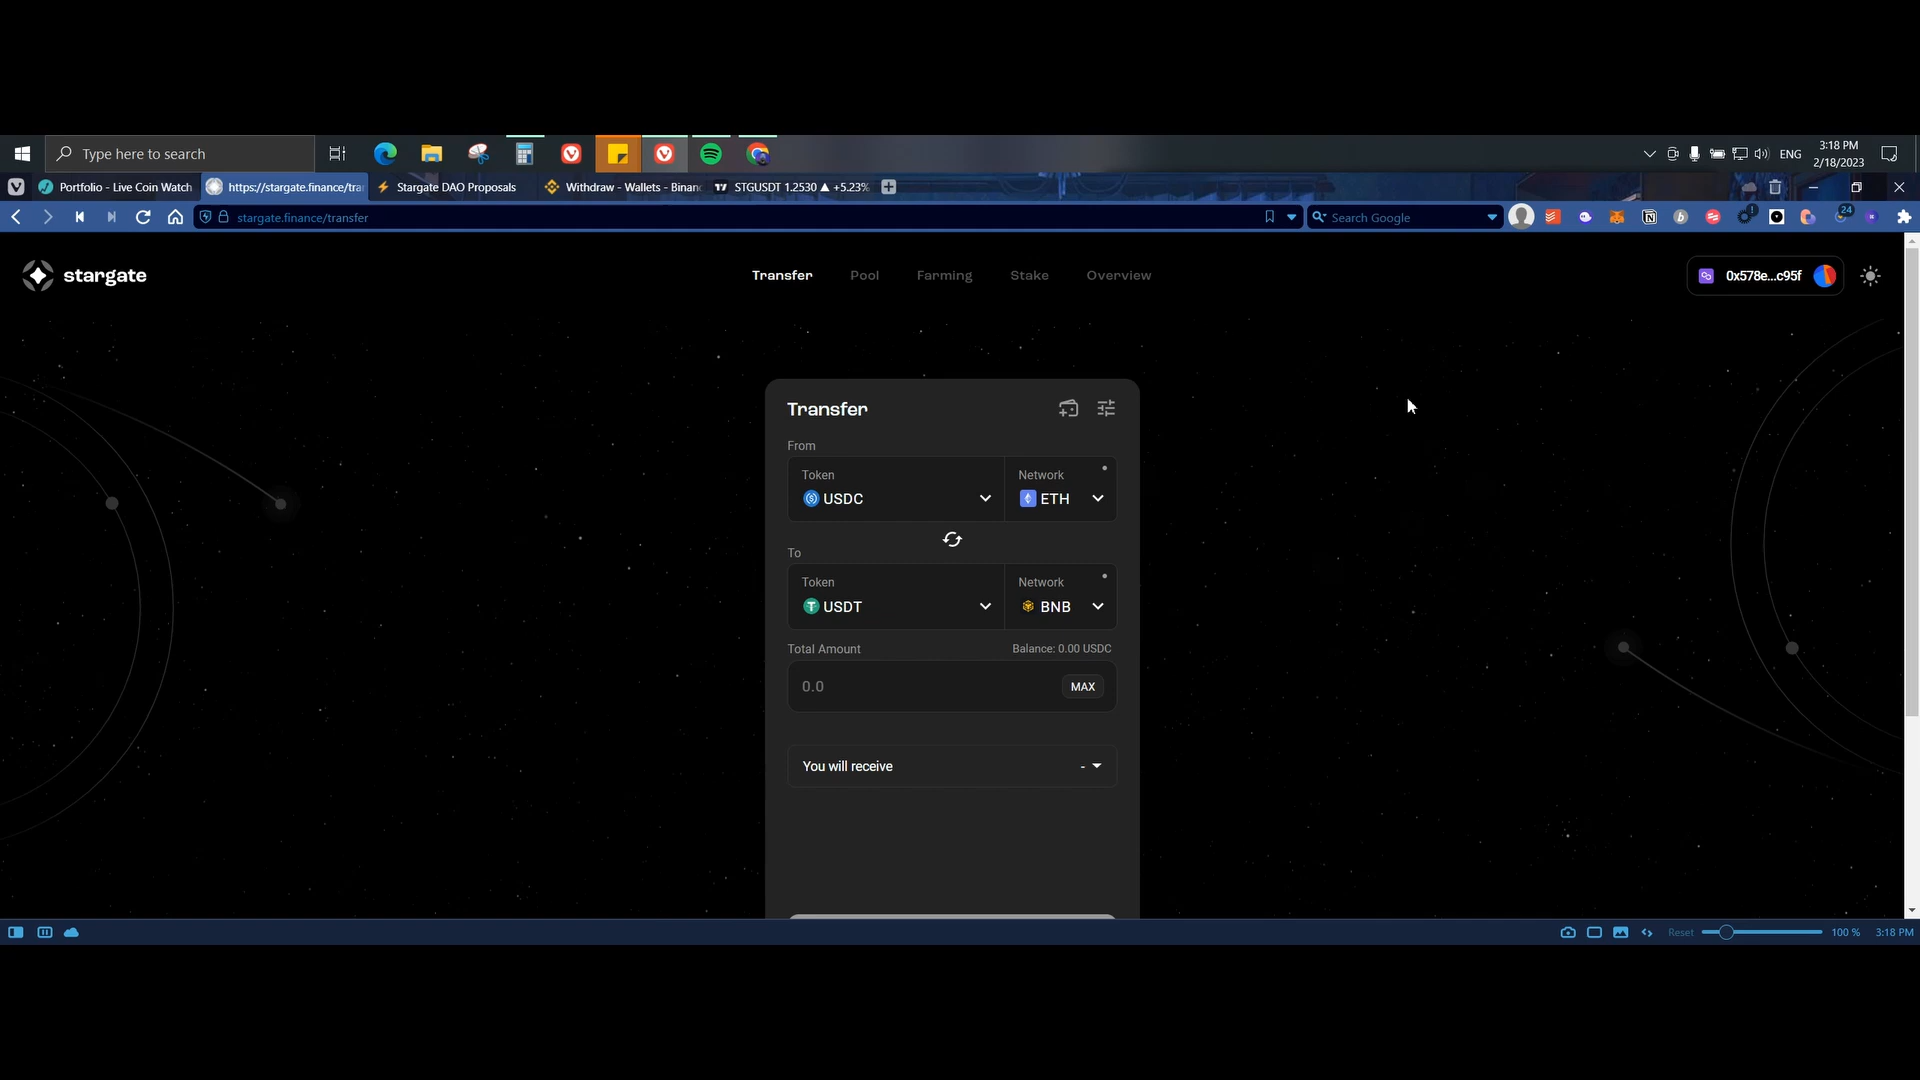 Type here to search
ENG
3:18 PM
2/18/2023
Portfolio - Live Coin Watch
https://stargate.finance/tra
Stargate DAO Proposals
Withdraw - Wallets - Binan
STGUSDT 1.2530 ▲ +5.23%
stargate.finance/transfer
Search Google
24
stargate
Transfer
Pool
Farming
Stake
Overview
0x578e...c95f
Transfer
From
Token
Network
USDC
ETH
To
Token
Network
USDT
BNB
Total Amount
Balance: 0.00 USDC
0.0
MAX
You will receive
-
Reset
100 %
3:18 PM